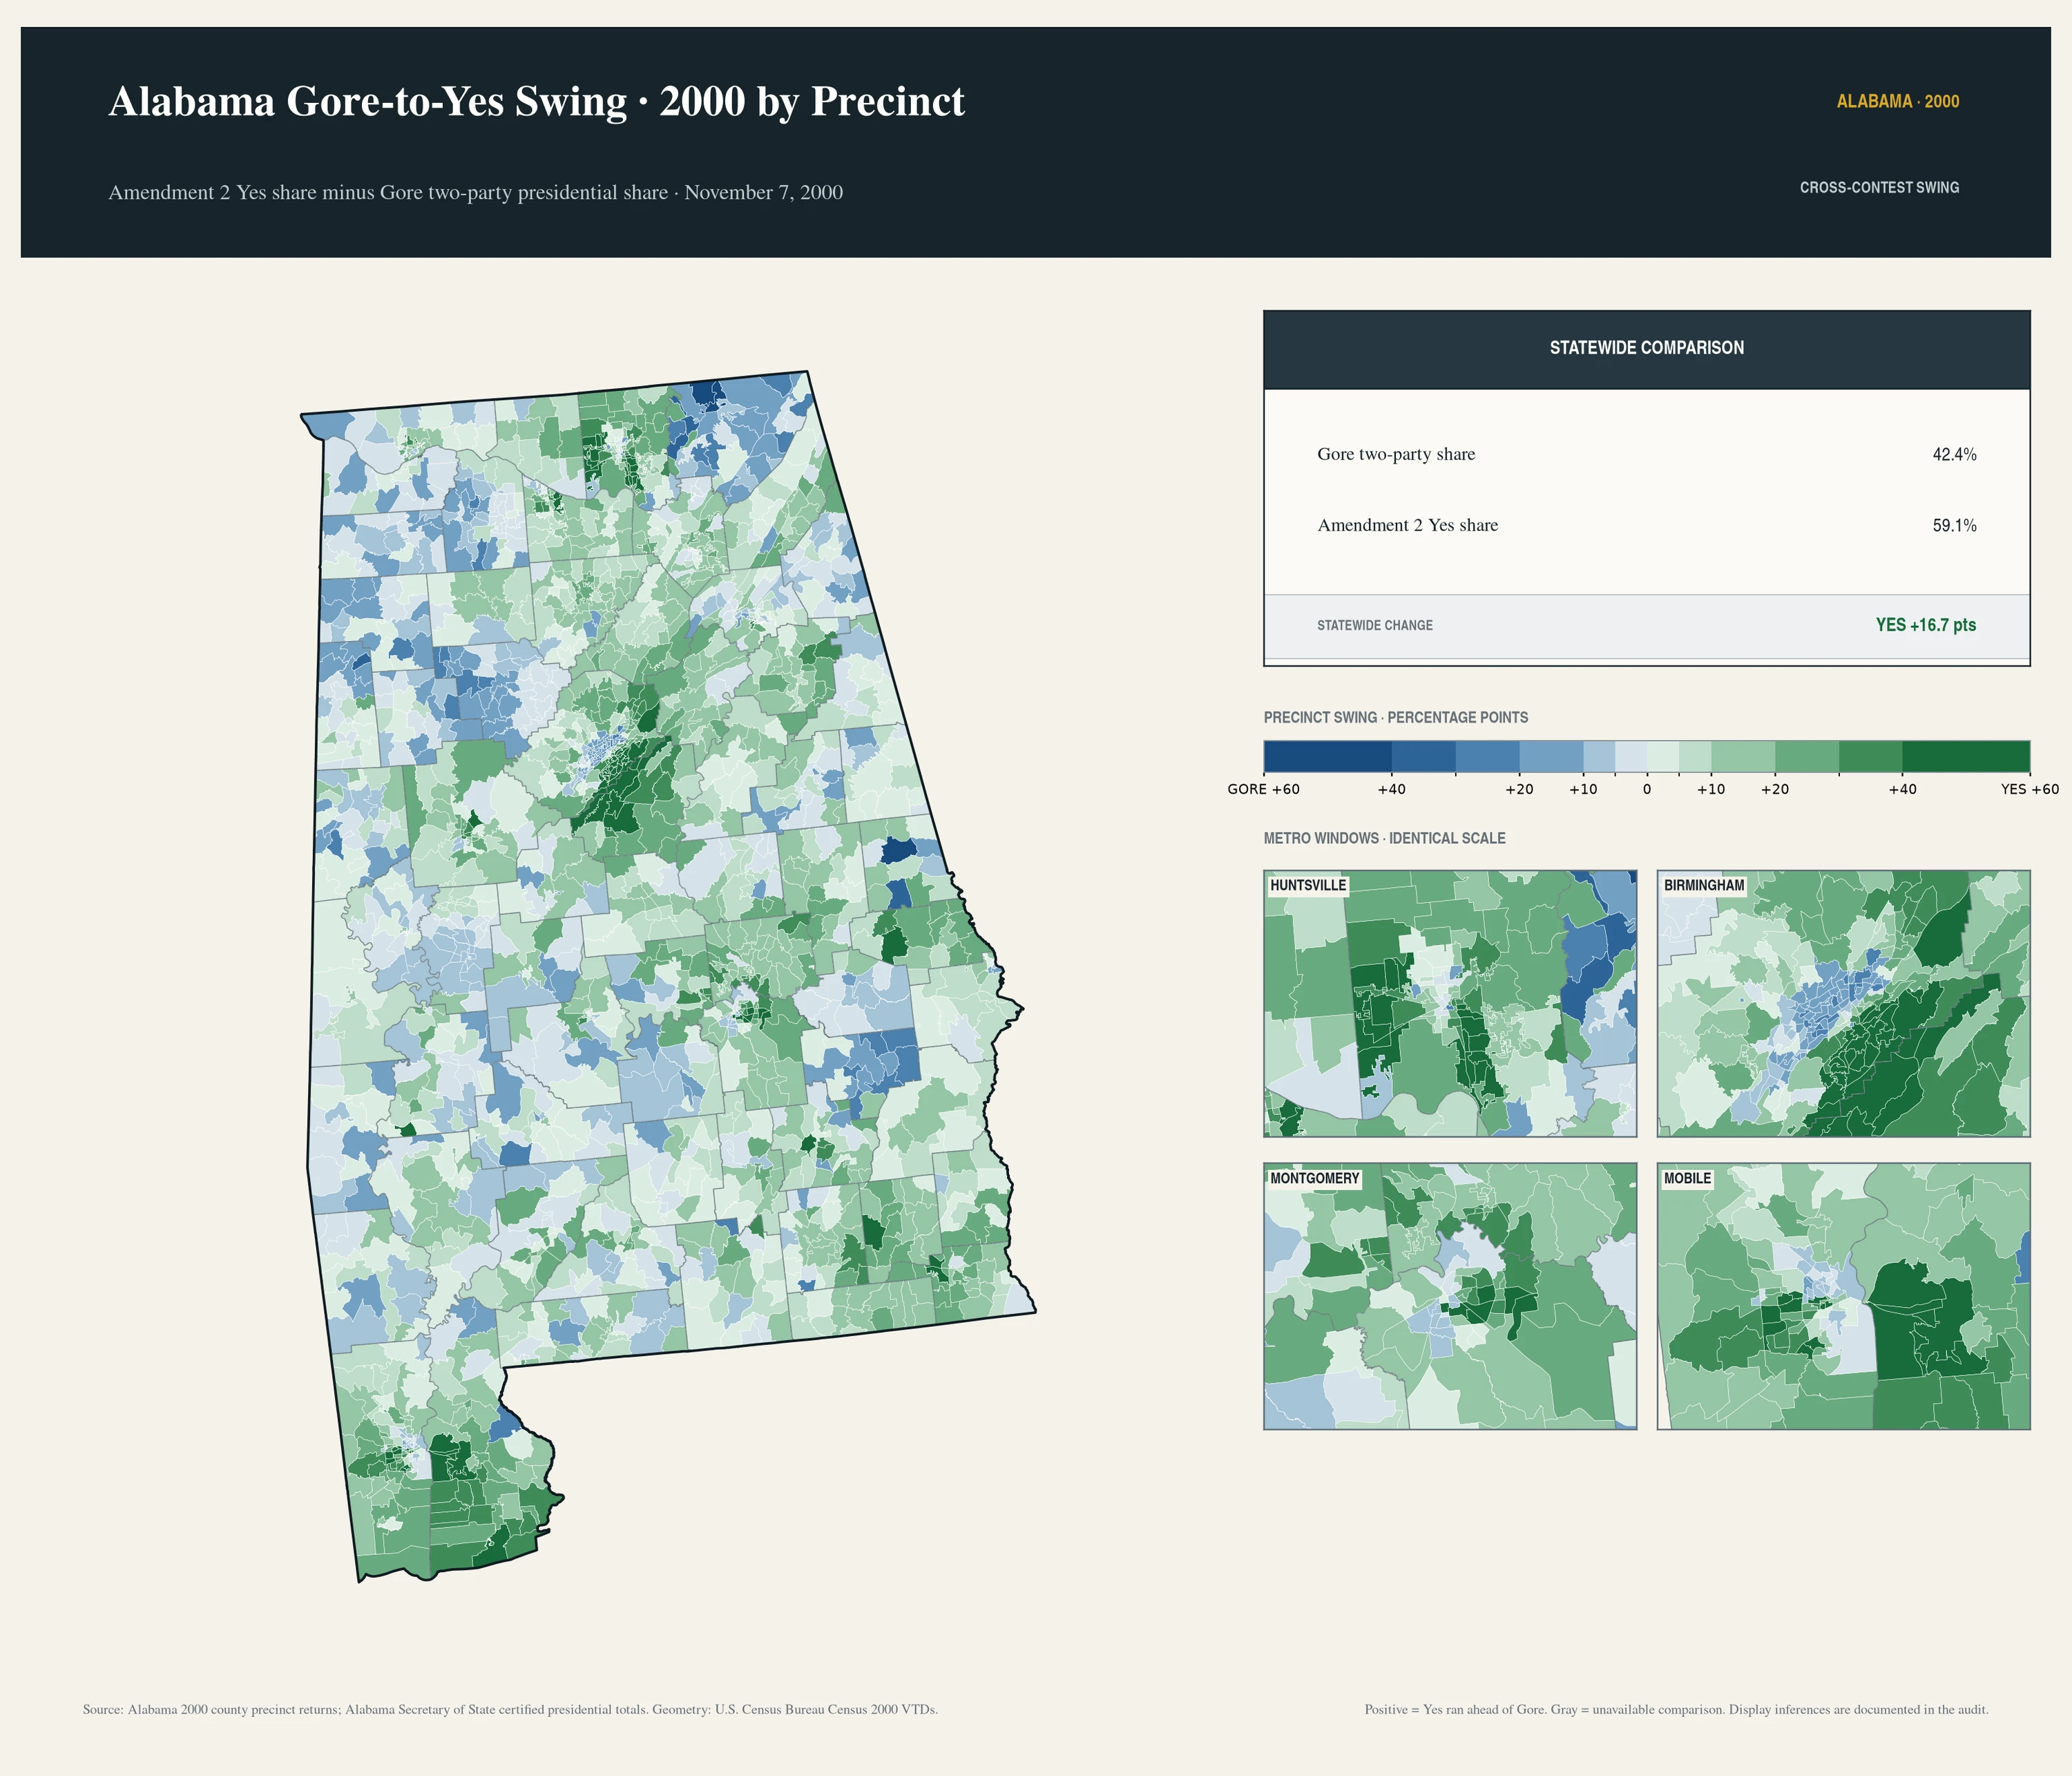 Alabama Gore-to-Yes Swing · 2000 by Precinct
ALABAMA · 2000
Amendment 2 Yes share minus Gore two-party presidential share · November 7, 2000
CROSS-CONTEST SWING
STATEWIDE COMPARISON
Gore two-party share 42.4%
Amendment 2 Yes share 59.1%
STATEWIDE CHANGE YES +16.7 pts
PRECINCT SWING · PERCENTAGE POINTS
GORE +60 +40 +20 +10 0 +10 +20 +40 YES +60
METRO WINDOWS · IDENTICAL SCALE
HUNTSVILLE
BIRMINGHAM
MONTGOMERY
MOBILE
Source: Alabama 2000 county precinct returns; Alabama Secretary of State certified presidential totals. Geometry: U.S. Census Bureau Census 2000 VTDs.
Positive = Yes ran ahead of Gore. Gray = unavailable comparison. Display inferences are documented in the audit.